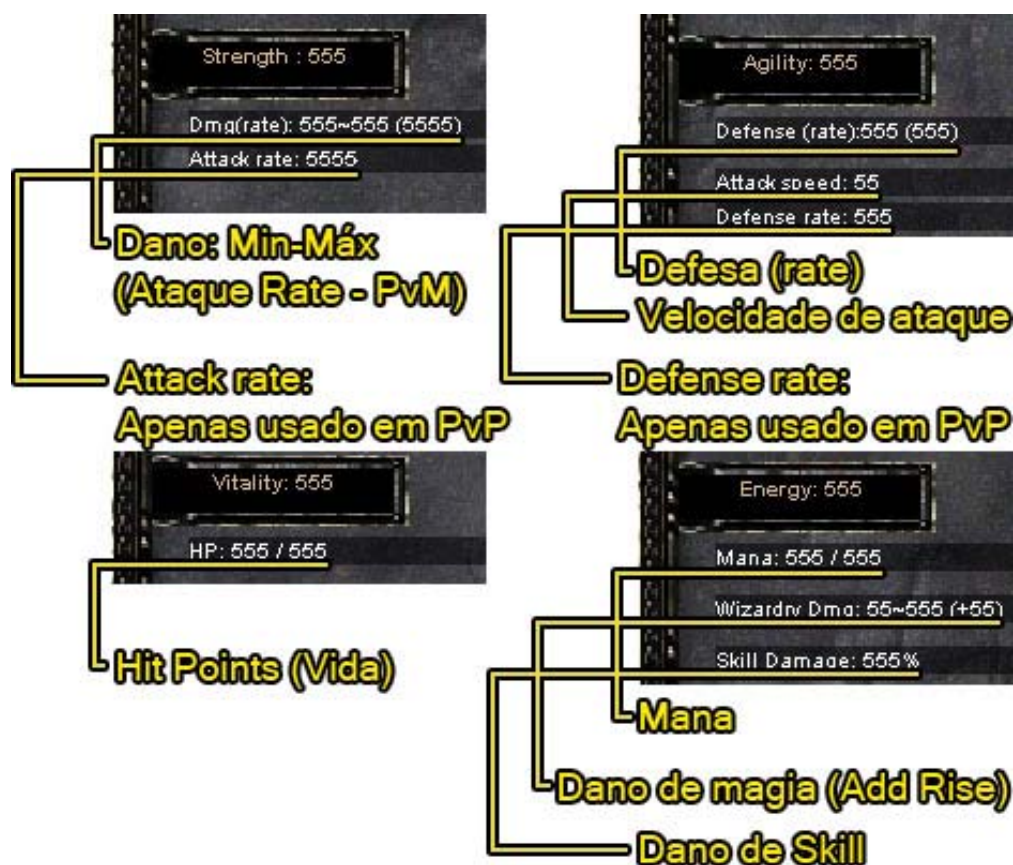 Strength : 555
Dmg(rate): 555~555 (5555)
Attack rate: 5555
Dano: Min-Máx
(Ataque Rate - PvM)
Attack rate:
Apenas usado em PvP
Agility: 555
Defense (rate):555 (555)
Attack speed: 55
Defense rate: 555
Defesa (rate)
Velocidade de ataque
Defense rate:
Apenas usado em PvP
Vitality: 555
HP: 555 / 555
Hit Points (Vida)
Energy: 555
Mana: 555 / 555
Wizardry Dmg: 55~555 (+55)
Skill Damage: 555%
Mana
Dano de magia (Add Rise)
Dano de Skill